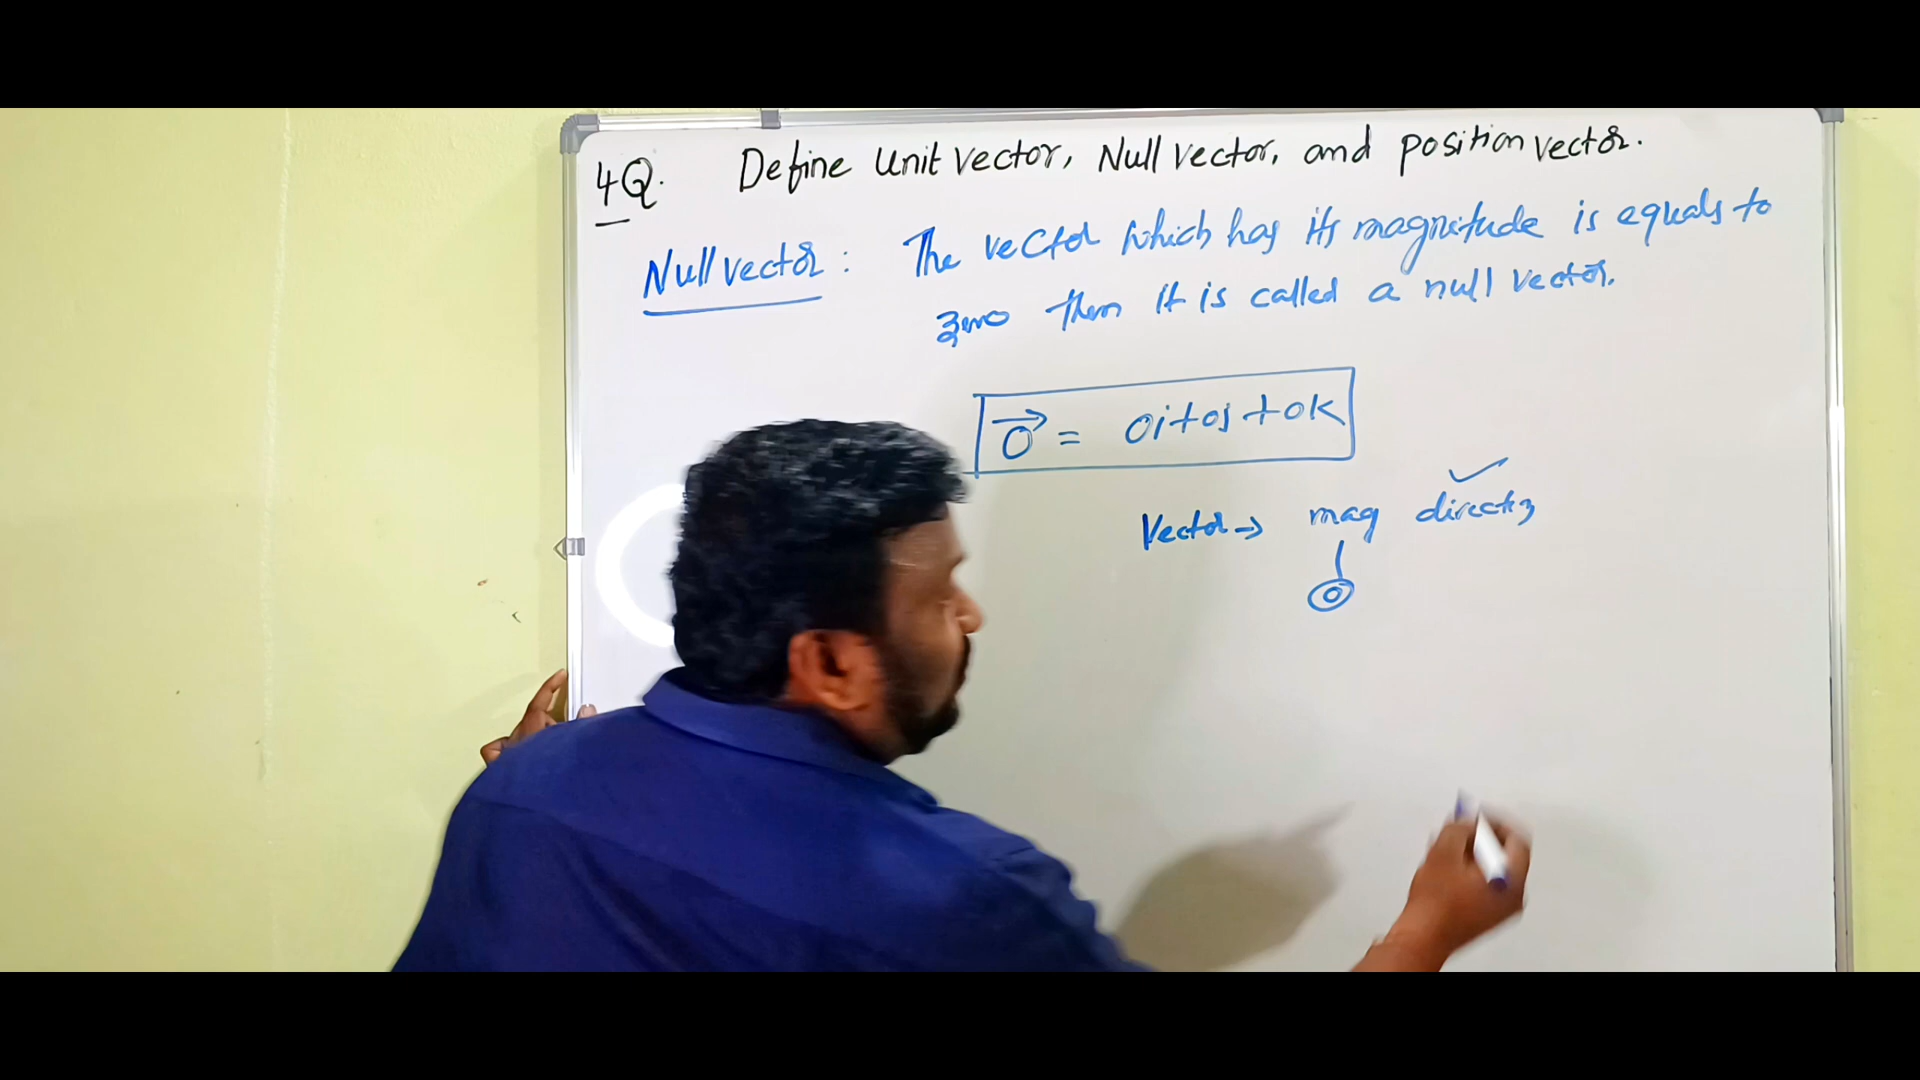 4Q. Define Unit Vector, Null Vector, and position vector.
Null vector : The vector which has its magnitude is equals to
zero then it is called a null vector.
0⃗ = 0i+0j+0k
Vector → mag ✓
0